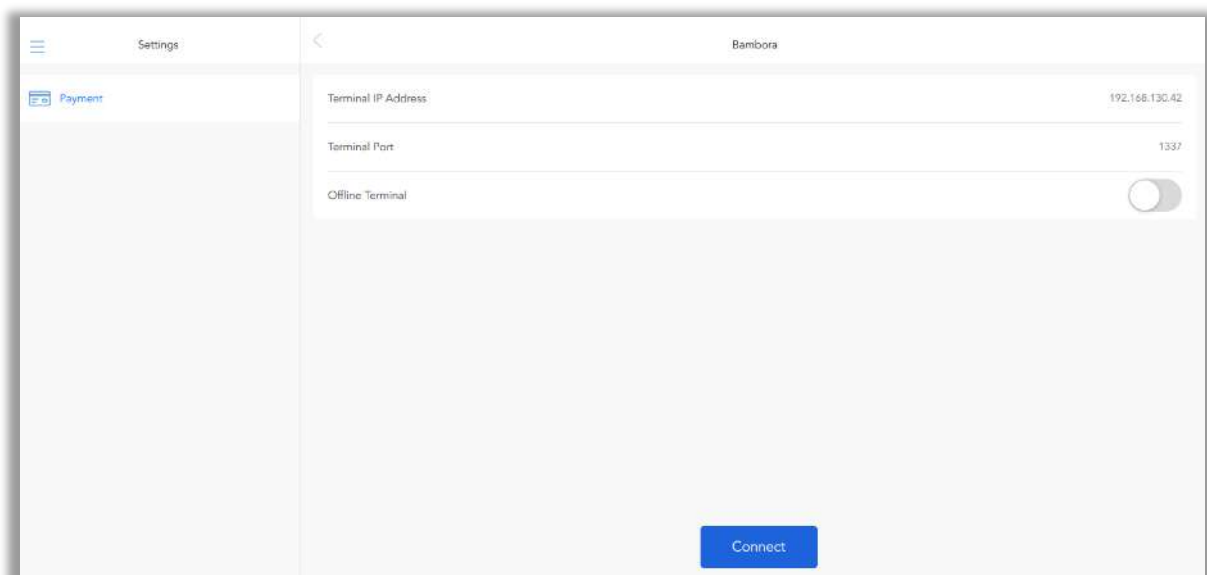 Settings
Bambora
Payment
Terminal IP Address 192.168.130.42
Terminal Port 1337
Offline Terminal
Connect